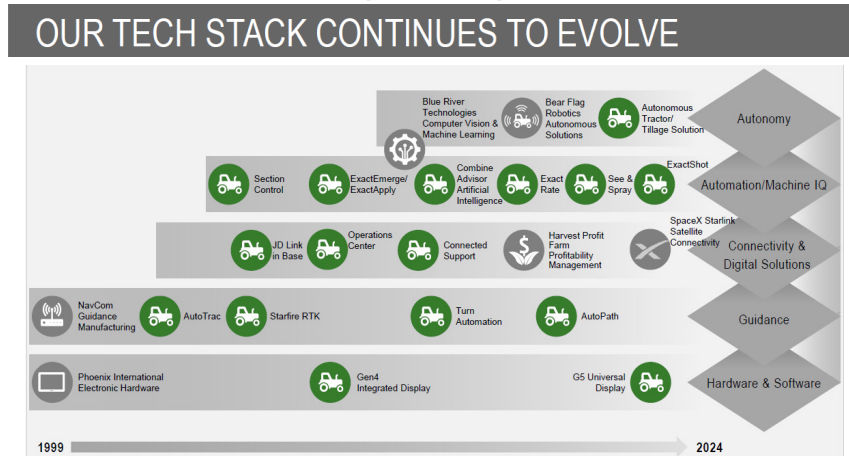 OUR TECH STACK CONTINUES TO EVOLVE
Blue River
Technologies
Computer Vision &
Machine Learning
Bear Flag
Robotics
Autonomous
Solutions
Autonomous
Tractor/
Tillage Solution
Autonomy
Section
Control
ExactEmerge/
ExactApply
Combine
Advisor
Artificial
Intelligence
Exact
Rate
See &
Spray
ExactShot
Automation/Machine IQ
JD Link
in Base
Operations
Center
Connected
Support
Harvest Profit
Farm
Profitability
Management
SpaceX Starlink
Satellite
Connectivity
Connectivity &
Digital Solutions
NavCom
Guidance
Manufacturing
AutoTrac
Starfire RTK
Turn
Automation
AutoPath
Guidance
Phoenix International
Electronic Hardware
Gen4
Integrated Display
G5 Universal
Display
Hardware & Software
1999
2024